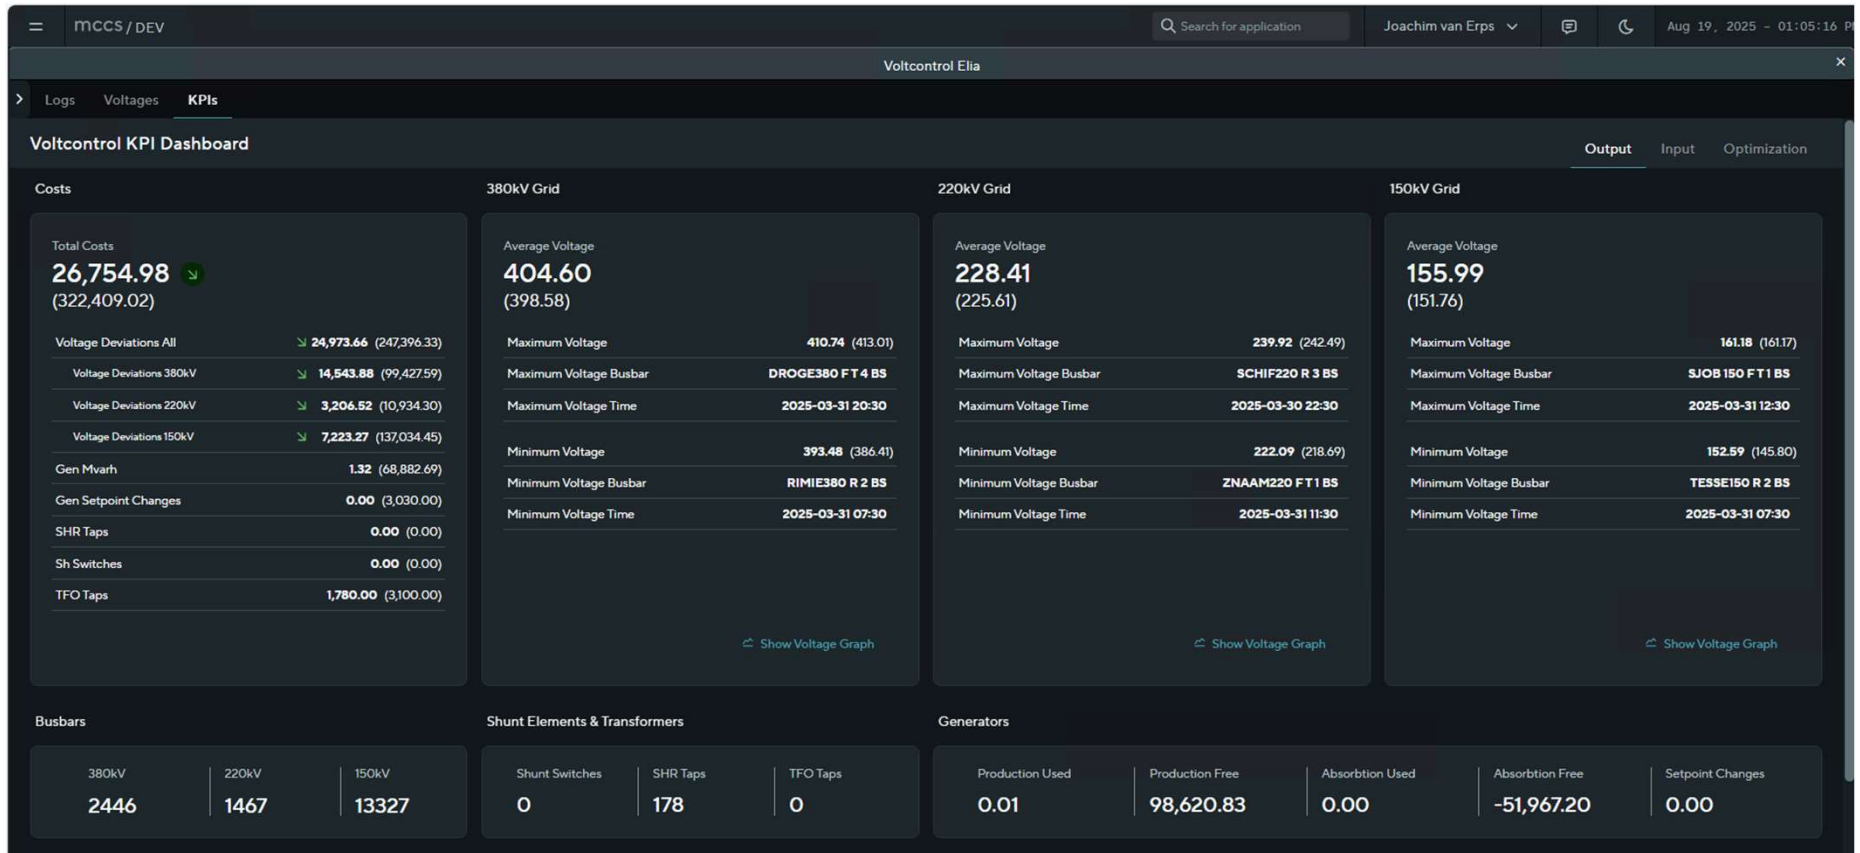 mccs / DEV
Search for application
Joachim van Erps
Aug 19, 2025 - 01:05:16
Voltcontrol Elia
Logs Voltages KPIs
Voltcontrol KPI Dashboard
Output Input Optimization
Costs
Total Costs
26,754.98
(322,409.02)
Voltage Deviations All 24,973.66 (247,396.33)
Voltage Deviations 380kV 14,543.88 (99,427.59)
Voltage Deviations 220kV 3,206.52 (10,934.30)
Voltage Deviations 150kV 7,223.27 (137,034.45)
Gen Mvarh 1.32 (68,882.69)
Gen Setpoint Changes 0.00 (3,030.00)
SHR Taps 0.00 (0.00)
Sh Switches 0.00 (0.00)
TFO Taps 1,780.00 (3,100.00)
380kV Grid
Average Voltage
404.60
(398.58)
Maximum Voltage 410.74 (413.01)
Maximum Voltage Busbar DROGE380 F T 4 BS
Maximum Voltage Time 2025-03-31 20:30
Minimum Voltage 393.48 (386.41)
Minimum Voltage Busbar RIMIE380 R 2 BS
Minimum Voltage Time 2025-03-31 07:30
Show Voltage Graph
220kV Grid
Average Voltage
228.41
(225.61)
Maximum Voltage 239.92 (242.49)
Maximum Voltage Busbar SCHIF220 R 3 BS
Maximum Voltage Time 2025-03-30 22:30
Minimum Voltage 222.09 (218.69)
Minimum Voltage Busbar ZNAAM220 F T 1 BS
Minimum Voltage Time 2025-03-31 11:30
Show Voltage Graph
150kV Grid
Average Voltage
155.99
(151.76)
Maximum Voltage 161.18 (161.17)
Maximum Voltage Busbar SJOB 150 F T 1 BS
Maximum Voltage Time 2025-03-31 12:30
Minimum Voltage 152.59 (145.80)
Minimum Voltage Busbar TESSE150 R 2 BS
Minimum Voltage Time 2025-03-31 07:30
Show Voltage Graph
Busbars
380kV 220kV 150kV
2446 1467 13327
Shunt Elements & Transformers
Shunt Switches SHR Taps TFO Taps
0 178 0
Generators
Production Used Production Free Absorbtion Used Absorbtion Free Setpoint Changes
0.01 98,620.83 0.00 -51,967.20 0.00